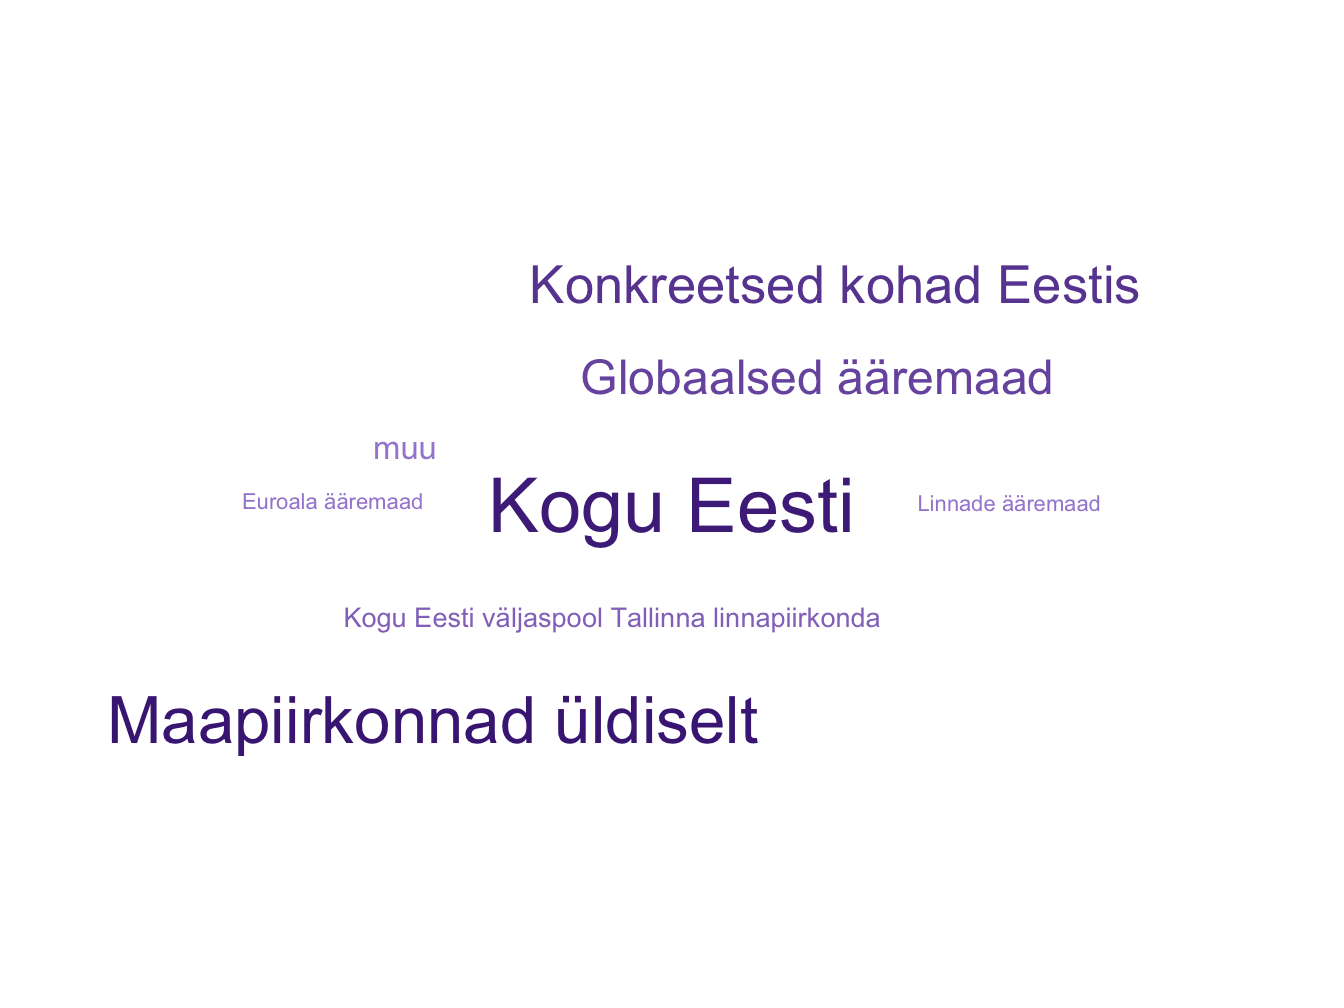 Konkreetsed kohad Eestis
Globaalsed ääremaad
muu
Euroala ääremaad
Kogu Eesti
Linnade ääremaad
Kogu Eesti väljaspool Tallinna linnapiirkonda
Maapiirkonnad üldiselt